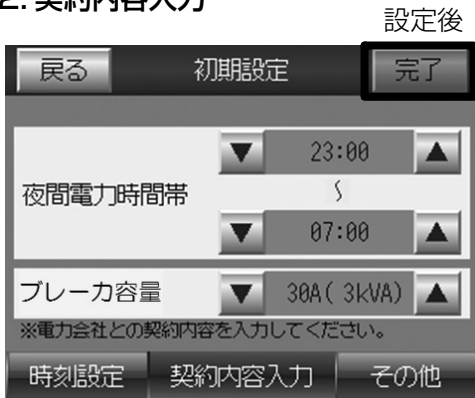 2. 契約内容入力
設定後
戻る 初期設定 完了
▼ 23:00 ▲
夜間電力時間帯 〜
▼ 07:00 ▲
ブレーカ容量 ▼ 30A( 3kVA) ▲
※電力会社との契約内容を入力してください。
時刻設定 契約内容入力 その他